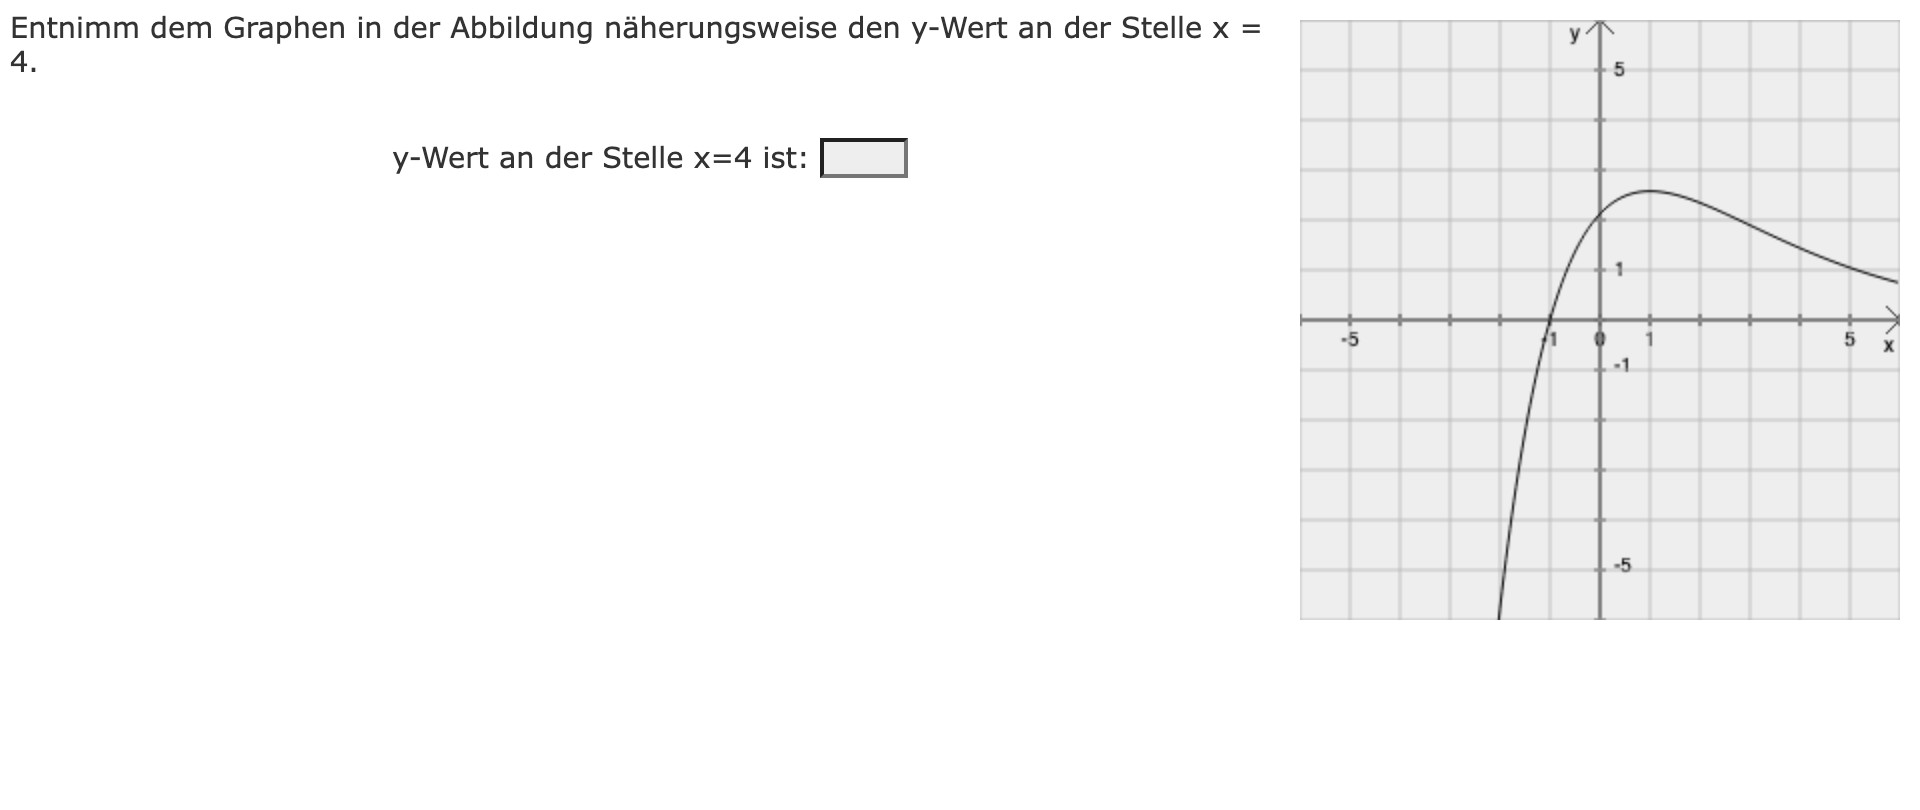 Entnimm dem Graphen in der Abbildung näherungsweise den y-Wert an der Stelle x =
4.
y-Wert an der Stelle x=4 ist:
y
5
1
-5
-1
0
1
5
x
-1
-5